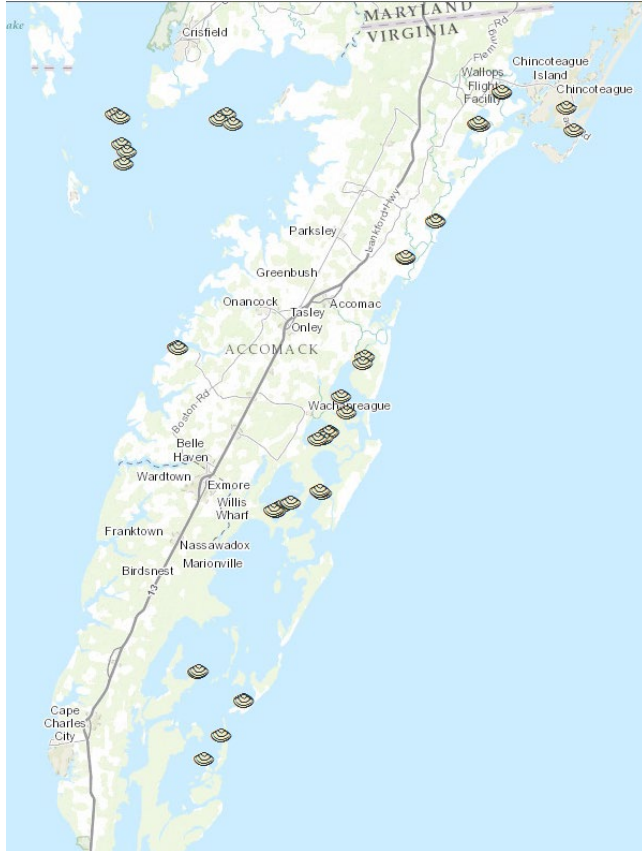 MARYLAND
VIRGINIA
ake
Crisfield
Fleming Rd
Chincoteague
Island
Wallops
Flight
Facility
Chincoteague
Parksley
Lankford Hwy
Greenbush
Onancock
Accomac
Tasley
Onley
ACCOMACK
Boston Rd
Wachapreague
Belle
Haven
Wardtown
Exmore
Willis
Wharf
Franktown
Nassawadox
Marionville
Birdsnest
13
Cape
Charles
City